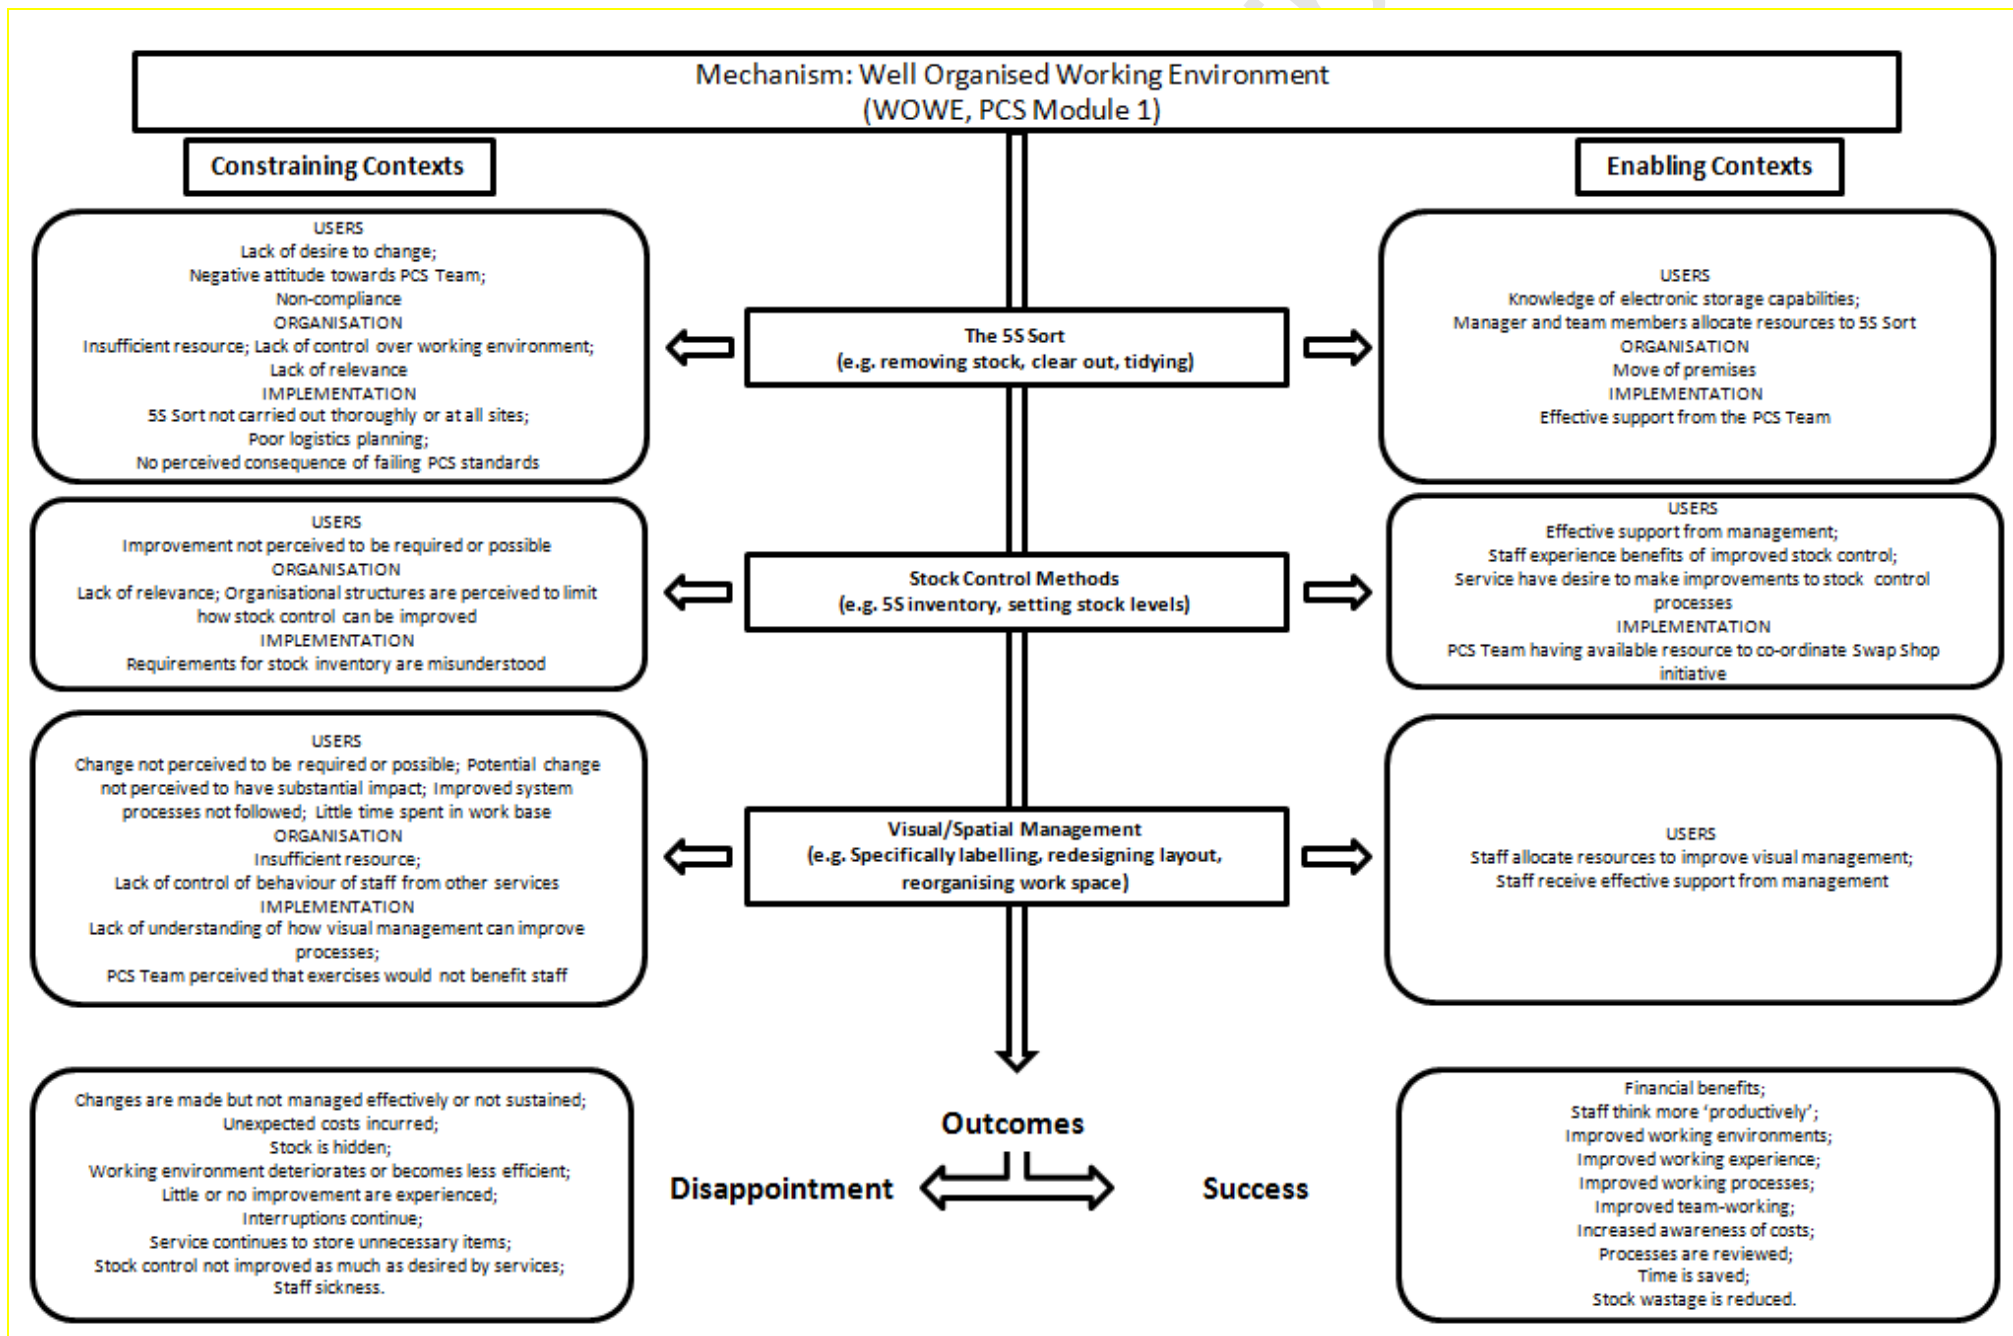 Mechanism: Well Organised Working Environment
(WOWE, PCS Module 1)
Constraining Contexts
Enabling Contexts
USERS
Lack of desire to change;
Negative attitude towards PCS Team;
Non-compliance
ORGANISATION
Insufficient resource; Lack of control over working environment;
Lack of relevance
IMPLEMENTATION
5S Sort not carried out thoroughly or at all sites;
Poor logistics planning;
No perceived consequence of failing PCS standards
The 5S Sort
(e.g. removing stock, clear out, tidying)
USERS
Knowledge of electronic storage capabilities;
Manager and team members allocate resources to 5S Sort
ORGANISATION
Move of premises
IMPLEMENTATION
Effective support from the PCS Team
USERS
Improvement not perceived to be required or possible
ORGANISATION
Lack of relevance; Organisational structures are perceived to limit
how stock control can be improved
IMPLEMENTATION
Requirements for stock inventory are misunderstood
Stock Control Methods
(e.g. 5S inventory, setting stock levels)
USERS
Effective support from management;
Staff experience benefits of improved stock control;
Service have desire to make improvements to stock control
processes
IMPLEMENTATION
PCS Team having available resource to co-ordinate Swap Shop
initiative
USERS
Change not perceived to be required or possible; Potential change
not perceived to have substantial impact; Improved system
processes not followed; Little time spent in work base
ORGANISATION
Insufficient resource;
Lack of control of behaviour of staff from other services
IMPLEMENTATION
Lack of understanding of how visual management can improve
processes;
PCS Team perceived that exercises would not benefit staff
Visual/Spatial Management
(e.g. Specifically labelling, redesigning layout,
reorganising work space)
USERS
Staff allocate resources to improve visual management;
Staff receive effective support from management
Changes are made but not managed effectively or not sustained;
Unexpected costs incurred;
Stock is hidden;
Working environment deteriorates or becomes less efficient;
Little or no improvement are experienced;
Interruptions continue;
Service continues to store unnecessary items;
Stock control not improved as much as desired by services;
Staff sickness.
Outcomes
Disappointment
Success
Financial benefits;
Staff think more ‘productively’;
Improved working environments;
Improved working experience;
Improved working processes;
Improved team-working;
Increased awareness of costs;
Processes are reviewed;
Time is saved;
Stock wastage is reduced.